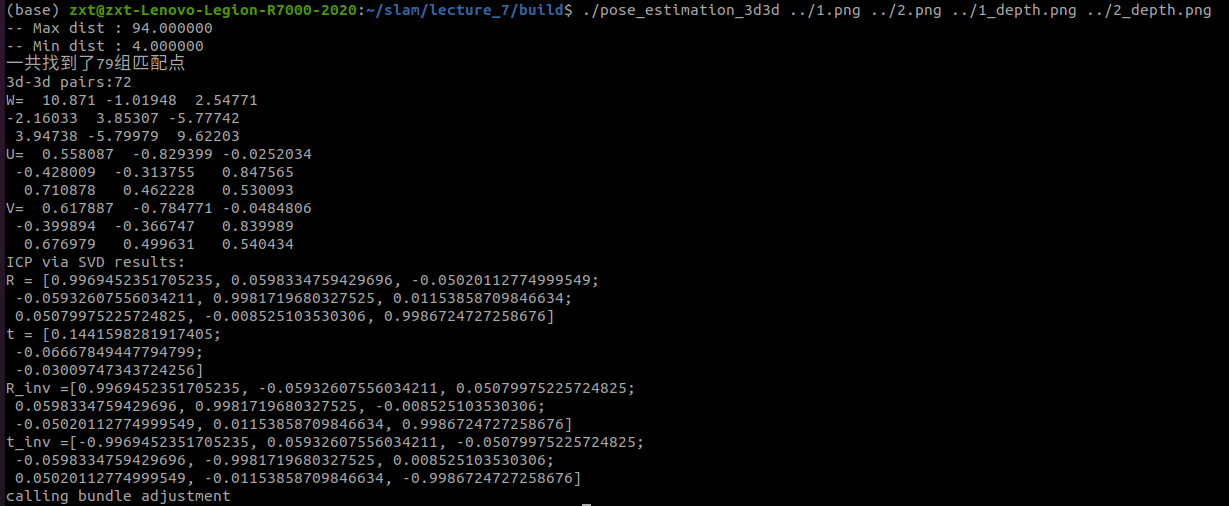 (base) zxt@zxt-Lenovo-Legion-R7000-2020:~/slam/lecture_7/build$ ./pose_estimation_3d3d ../1.png ../2.png ../1_depth.png ../2_depth.png
-- Max dist : 94.000000
-- Min dist : 4.000000
一共找到了79组匹配点
3d-3d pairs:72
W=  10.871 -1.01948  2.54771
-2.16033  3.85307 -5.77742
 3.94738 -5.79979  9.62203
U=  0.558087  -0.829399 -0.0252034
 -0.428009  -0.313755   0.847565
  0.710878   0.462228   0.530093
V=  0.617887  -0.784771 -0.0484806
 -0.399894  -0.366747   0.839989
  0.676979   0.499631   0.540434
ICP via SVD results:
R = [0.9969452351705235, 0.0598334759429696, -0.05020112774999549;
 -0.05932607556034211, 0.9981719680327525, 0.01153858709846634;
 0.05079975225724825, -0.008525103530306, 0.9986724727258676]
t = [0.1441598281917405;
 -0.06667849447794799;
 -0.03009747343724256]
R_inv =[0.9969452351705235, -0.05932607556034211, 0.05079975225724825;
 0.0598334759429696, 0.9981719680327525, -0.008525103530306;
 -0.05020112774999549, 0.01153858709846634, 0.9986724727258676]
t_inv =[-0.9969452351705235, 0.05932607556034211, -0.05079975225724825;
 -0.0598334759429696, -0.9981719680327525, 0.008525103530306;
 0.05020112774999549, -0.01153858709846634, -0.9986724727258676]
calling bundle adjustment